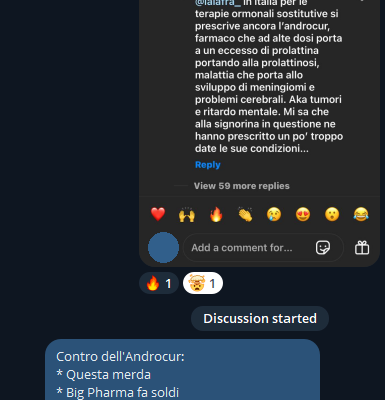 @lalafra_ In Italia per le
terapie ormonali sostitutive si
prescrive ancora l'androcur,
farmaco che ad alte dosi porta
a un eccesso di prolattina
portando alla prolattinosi,
malattia che porta allo
sviluppo di meningiomi e
problemi cerebrali. Aka tumori
e ritardo mentale. Mi sa che
alla signorina in questione ne
hanno prescritto un po' troppo
date le sue condizioni...
Reply
View 59 more replies
Add a comment for...
1 1
Discussion started
Contro dell'Androcur:
* Questa merda
* Big Pharma fa soldi